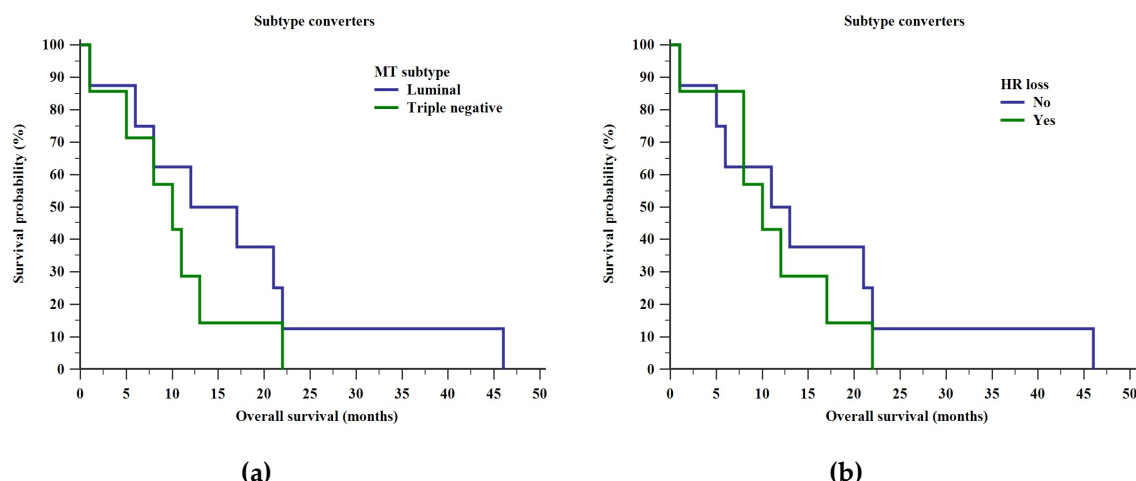 Subtype converters
100
90
80
70
60
50
40
30
20
10
0
Survival probability (%)
MT subtype
Luminal
Triple negative
0 5 10 15 20 25 30 35 40 45 50
Overall survival (months)
(a)
Subtype converters
100
90
80
70
60
50
40
30
20
10
0
Survival probability (%)
HR loss
No
Yes
0 5 10 15 20 25 30 35 40 45 50
Overall survival (months)
(b)